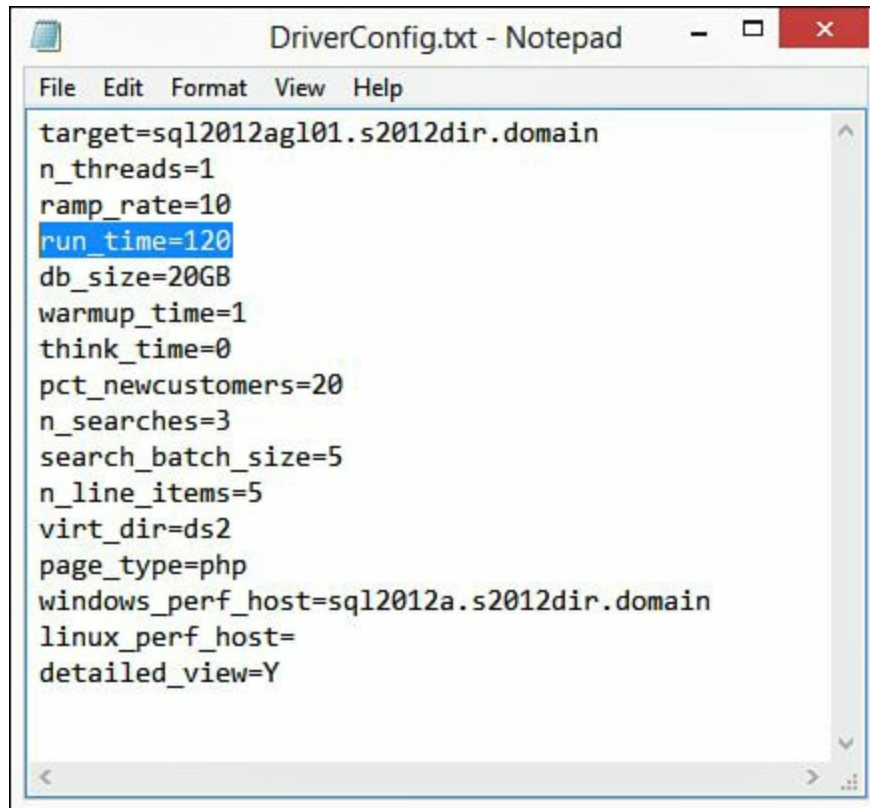 DriverConfig.txt - Notepad
File Edit Format View Help
target=sql2012agl01.s2012dir.domain
n_threads=1
ramp_rate=10
run_time=120
db_size=20GB
warmup_time=1
think_time=0
pct_newcustomers=20
n_searches=3
search_batch_size=5
n_line_items=5
virt_dir=ds2
page_type=php
windows_perf_host=sql2012a.s2012dir.domain
linux_perf_host=
detailed_view=Y